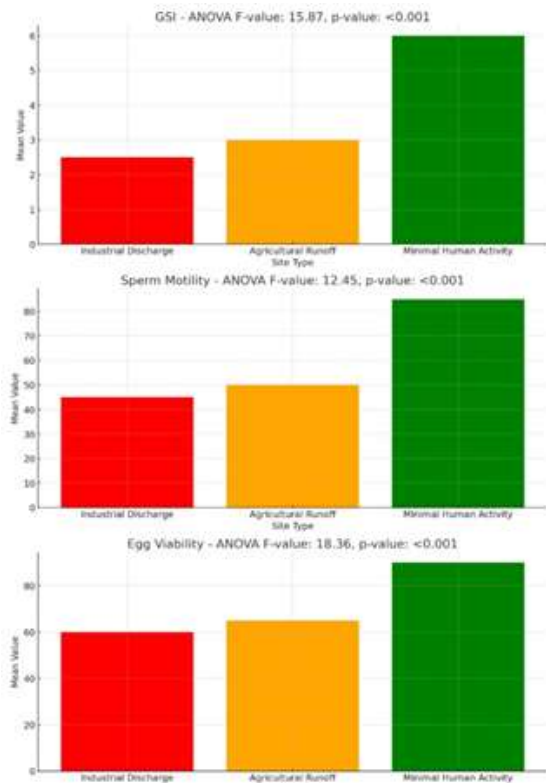 GSI - ANOVA F-value: 15.87, p-value: <0.001
6
5
4
3
2
1
0
Mean Value
Industrial Discharge Agricultural Runoff Minimal Human Activity
Site Type
Sperm Motility - ANOVA F-value: 12.45, p-value: <0.001
80
70
60
50
40
30
20
10
0
Mean Value
Industrial Discharge Agricultural Runoff Minimal Human Activity
Site Type
Egg Viability - ANOVA F-value: 18.36, p-value: <0.001
80
60
40
20
0
Mean Value
Industrial Discharge Agricultural Runoff Minimal Human Activity